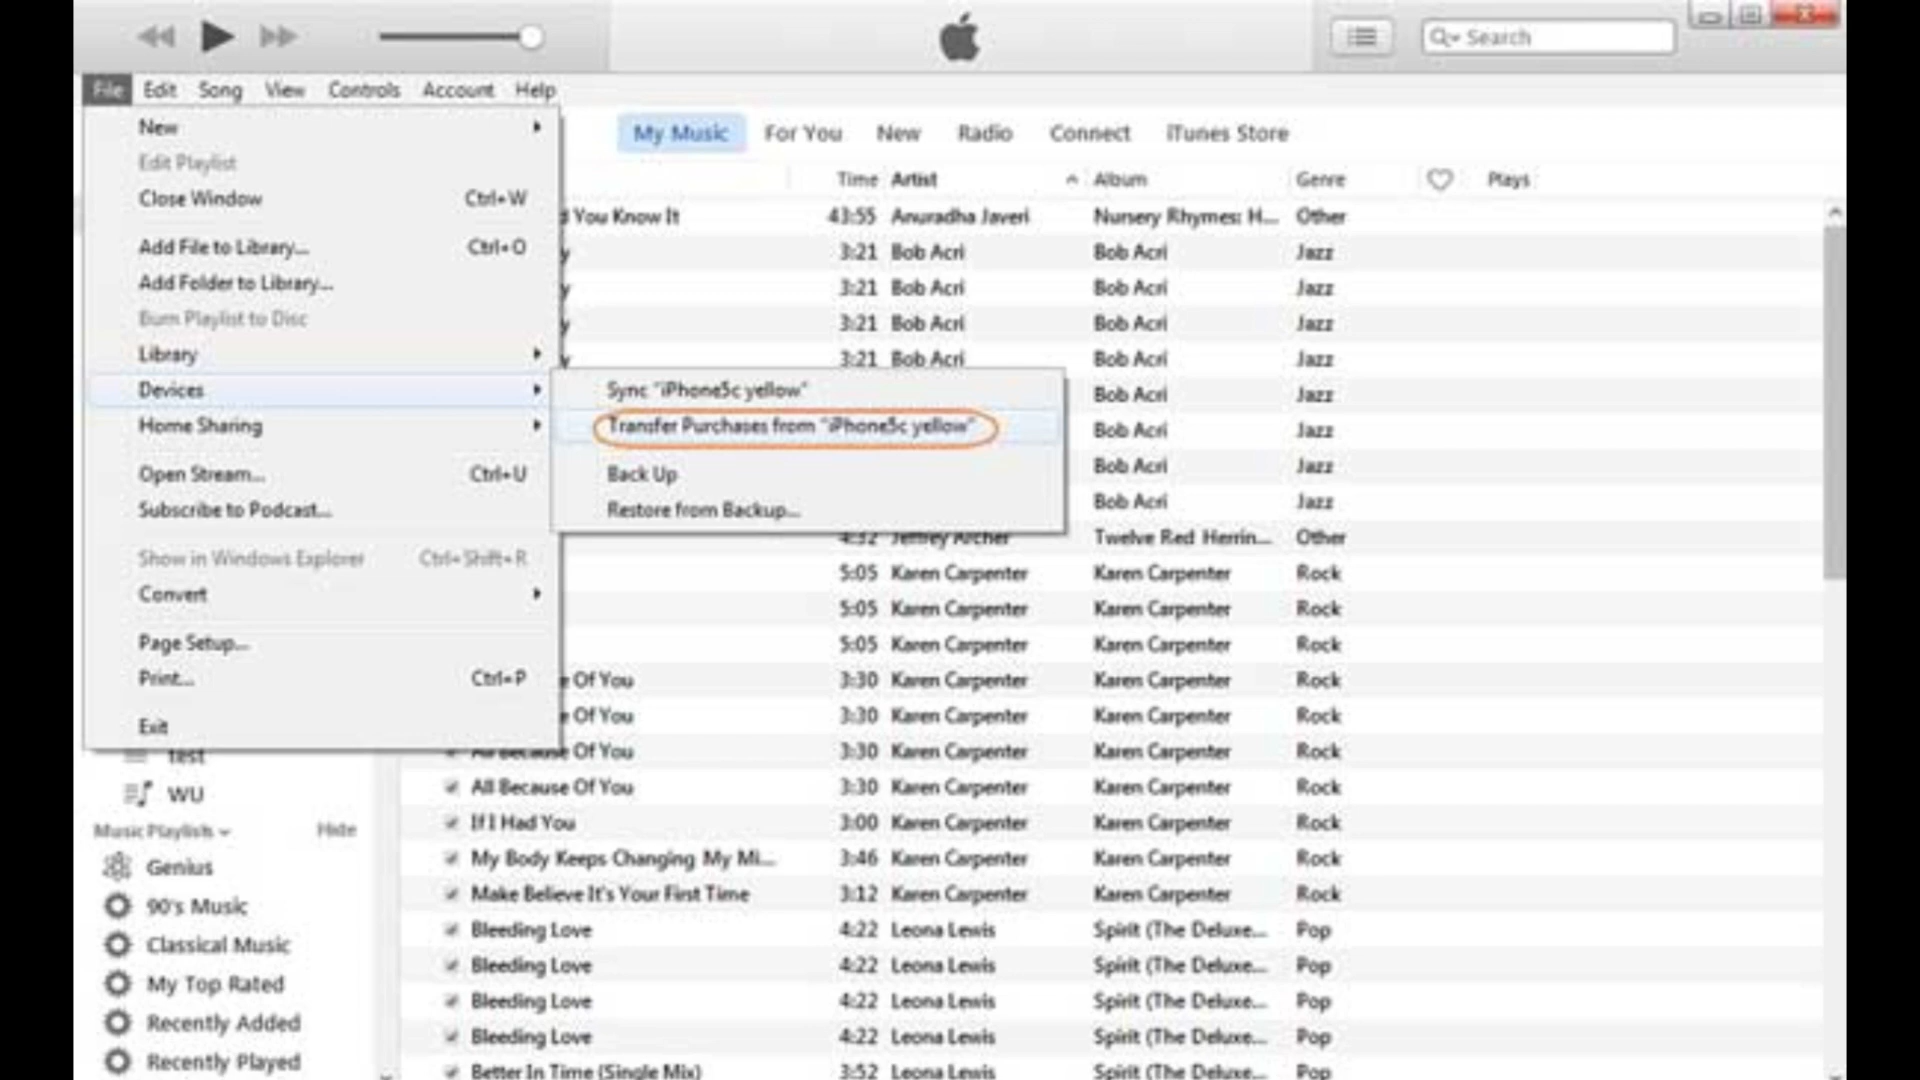 Search
File Edit Song View Controls Account Help
My Music For You New Radio Connect iTunes Store
New
Edit Playlist
Close Window Ctrl+W
Add File to Library... Ctrl+O
Add Folder to Library...
Burn Playlist to Disc
Library
Devices
Home Sharing
Open Stream... Ctrl+U
Subscribe to Podcast...
Show in Windows Explorer Ctrl+Shift+R
Convert
Page Setup...
Print... Ctrl+P
Exit
Sync "iPhone5c yellow"
Transfer Purchases from "iPhone5c yellow"
Back Up
Restore from Backup...
Time Artist Album Genre Plays
You Know It 43:55 Anuradha Javeri Nursery Rhymes: H... Other
3:21 Bob Acri Bob Acri Jazz
3:21 Bob Acri Bob Acri Jazz
3:21 Bob Acri Bob Acri Jazz
3:21 Bob Acri Bob Acri Jazz
Bob Acri Jazz
Bob Acri Jazz
Bob Acri Jazz
Bob Acri Jazz
4:32 Jeffrey Archer Twelve Red Herrin... Other
5:05 Karen Carpenter Karen Carpenter Rock
5:05 Karen Carpenter Karen Carpenter Rock
5:05 Karen Carpenter Karen Carpenter Rock
Of You 3:30 Karen Carpenter Karen Carpenter Rock
Of You 3:30 Karen Carpenter Karen Carpenter Rock
All Because Of You 3:30 Karen Carpenter Karen Carpenter Rock
All Because Of You 3:30 Karen Carpenter Karen Carpenter Rock
If I Had You 3:00 Karen Carpenter Karen Carpenter Rock
My Body Keeps Changing My Mi... 3:46 Karen Carpenter Karen Carpenter Rock
Make Believe It's Your First Time 3:12 Karen Carpenter Karen Carpenter Rock
Bleeding Love 4:22 Leona Lewis Spirit (The Deluxe... Pop
Bleeding Love 4:22 Leona Lewis Spirit (The Deluxe... Pop
Bleeding Love 4:22 Leona Lewis Spirit (The Deluxe... Pop
Bleeding Love 4:22 Leona Lewis Spirit (The Deluxe... Pop
Better In Time (Single Mix) 3:52 Leona Lewis Spirit (The Deluxe... Pop
test
WU
Music Playlists Hide
Genius
90's Music
Classical Music
My Top Rated
Recently Added
Recently Played